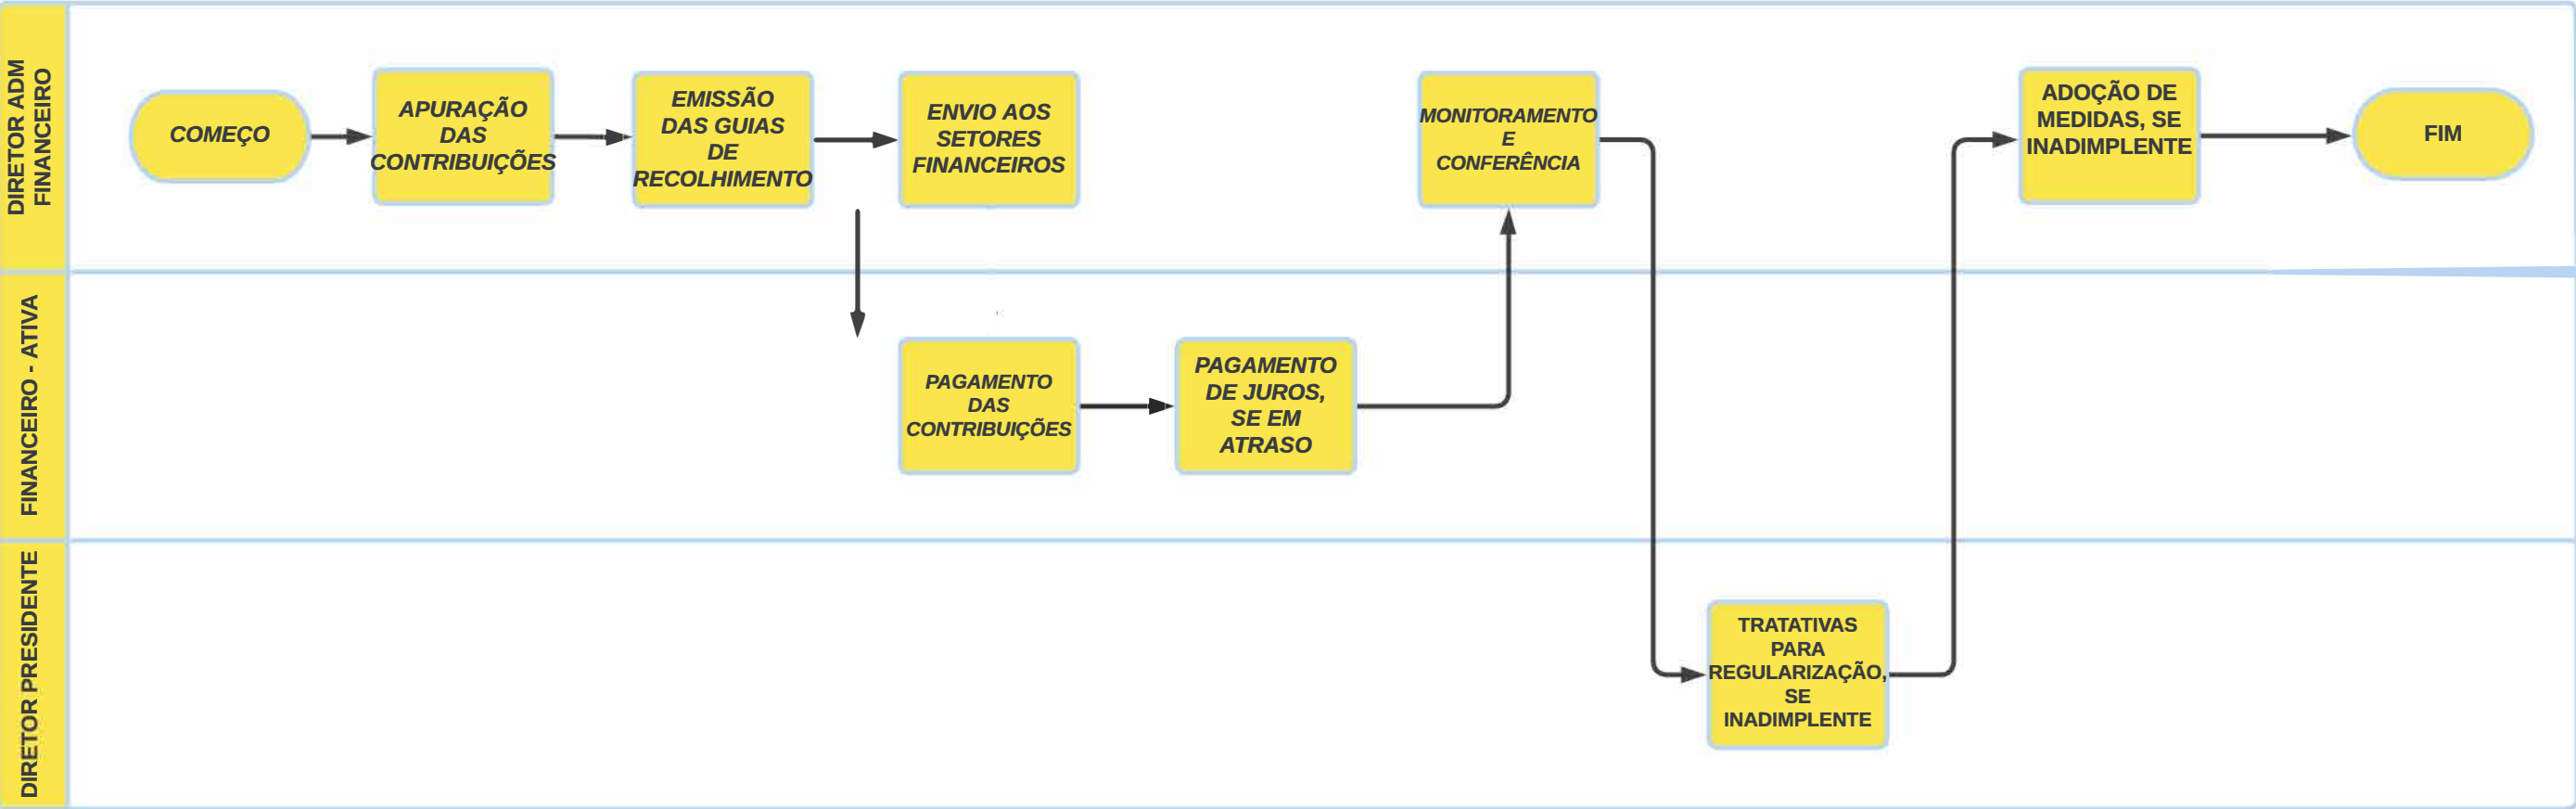 DIRETOR ADM
FINANCEIRO
COMEÇO
APURAÇÃO
DAS
CONTRIBUIÇÕES
EMISSÃO
DAS GUIAS
DE
RECOLHIMENTO
ENVIO AOS
SETORES
FINANCEIROS
MONITORAMENTO
E
CONFERÊNCIA
ADOÇÃO DE
MEDIDAS, SE
INADIMPLENTE
FIM
FINANCEIRO - ATIVA
PAGAMENTO
DAS
CONTRIBUIÇÕES
PAGAMENTO
DE JUROS,
SE EM
ATRASO
DIRETOR PRESIDENTE
TRATATIVAS
PARA
REGULARIZAÇÃO,
SE
INADIMPLENTE